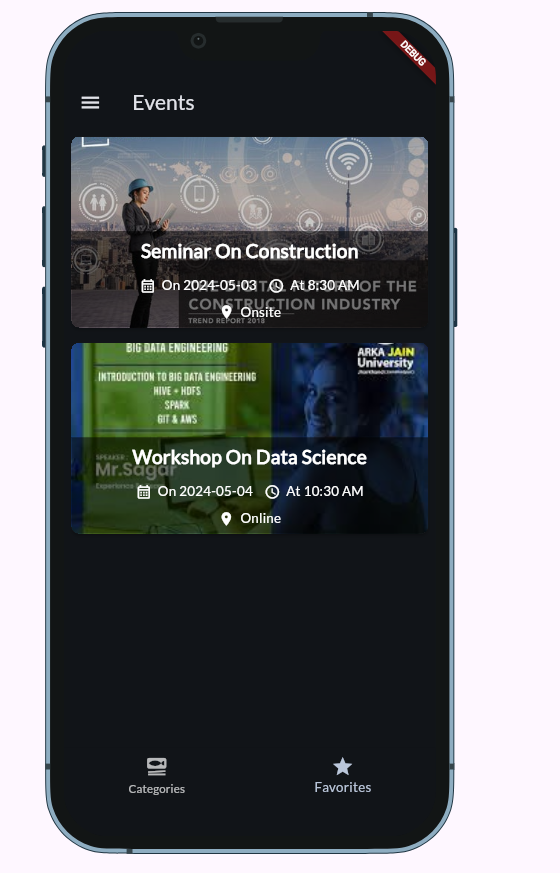 DEBUG
Events
Seminar On Construction
On 2024-05-03 At 8:30 AM
OF THE
CONSTRUCTION INDUSTRY
Onsite
TREND REPORT 2018
BIG DATA ENGINEERING
ARKA JAIN
University
INTRODUCTION TO BIG DATA ENGINEERING
HIVE + HDFS
SPARK
GIT & AWS
Workshop On Data Science
SPEAKER:
Mr.Sagar
On 2024-05-04 At 10:30 AM
Online
Categories
Favorites